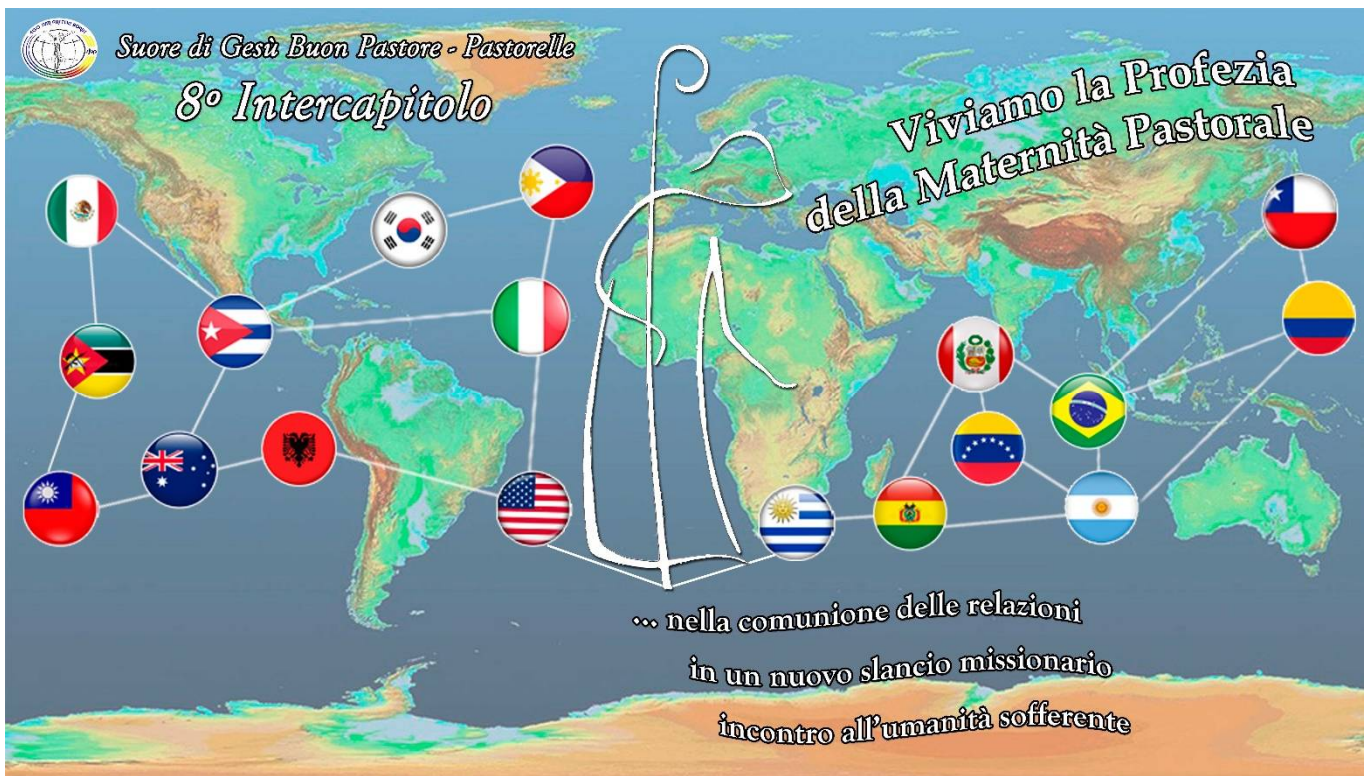 Suore di Gesù Buon Pastore - Pastorelle
8º Intercapitolo
Viviamo la Profezia
della Maternità Pastorale
... nella comunione delle relazioni
in un nuovo slancio missionario
incontro all'umanità sofferente